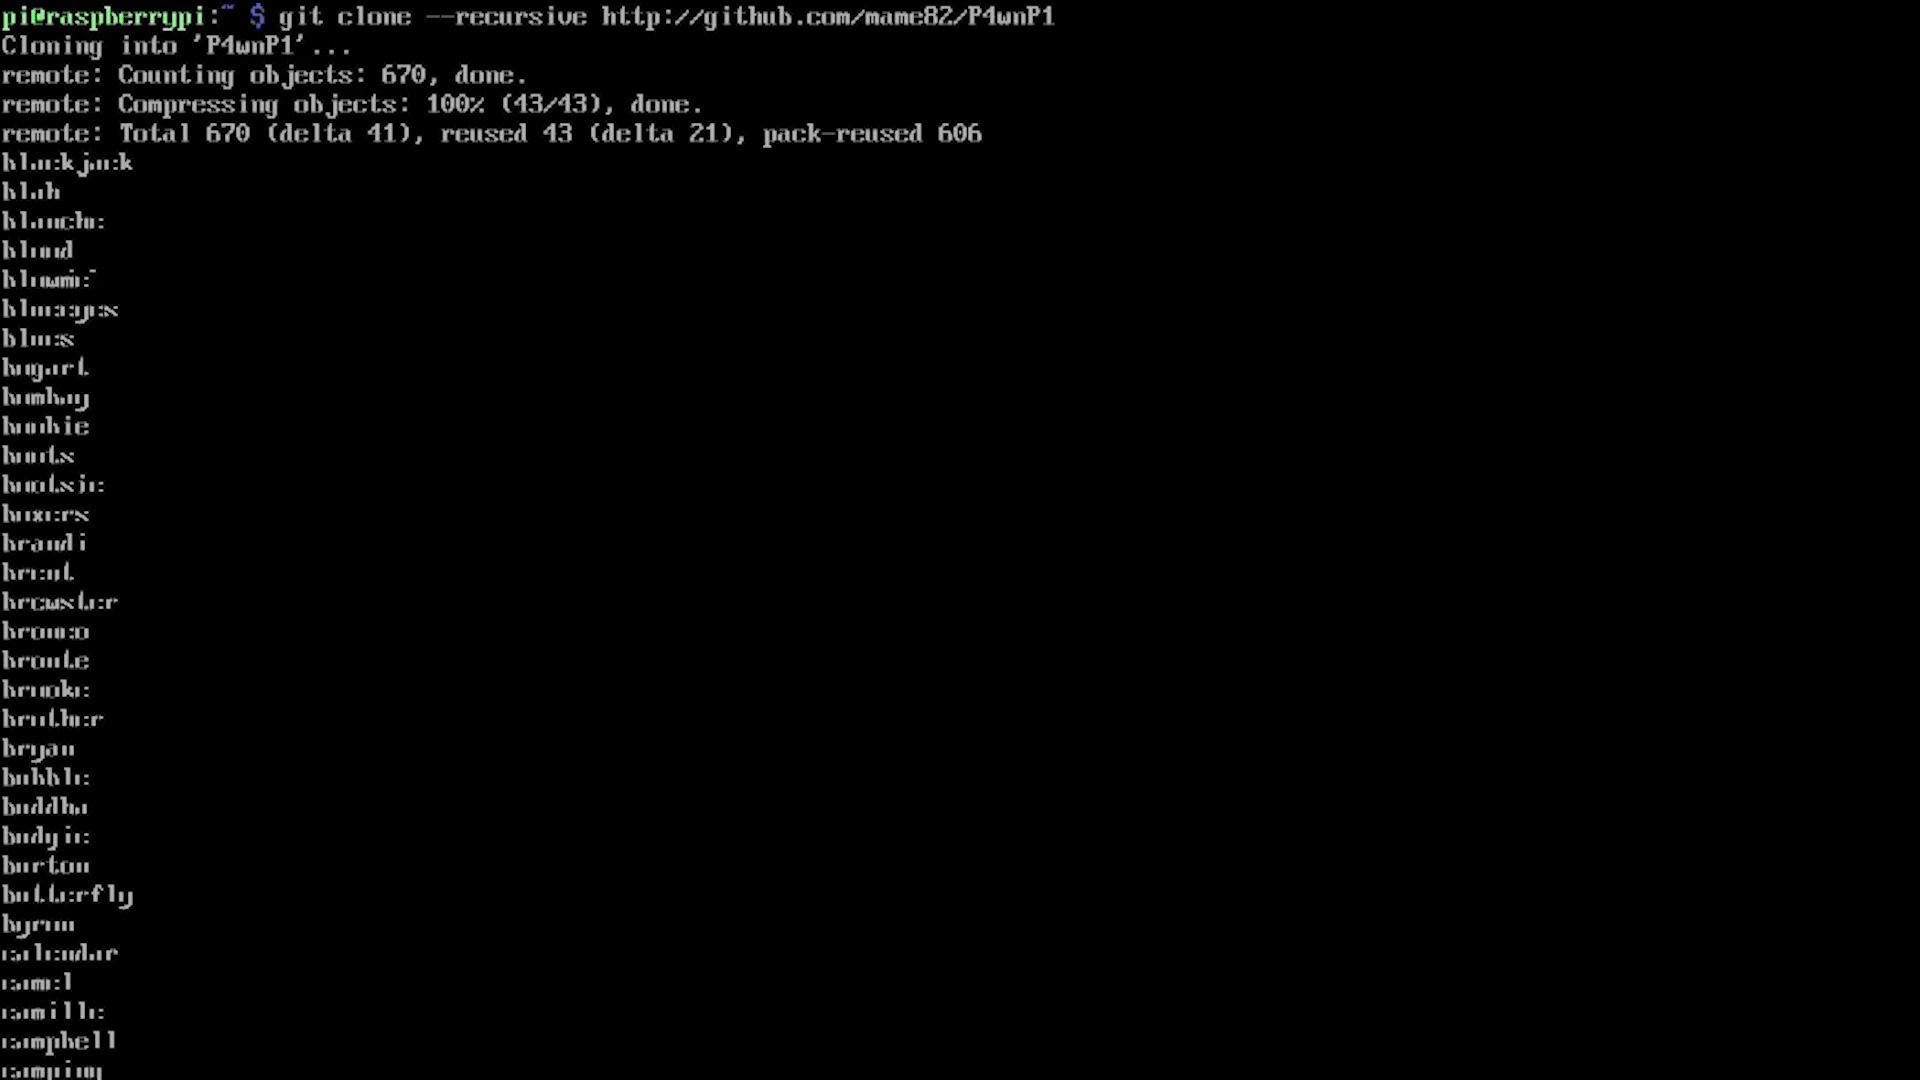 pi@raspberrypi:~ $ git clone --recursive http://github.com/mame82/P4wnP1
Cloning into 'P4wnP1'...
remote: Counting objects: 670, done.
remote: Compressing objects: 100% (43/43), done.
remote: Total 670 (delta 41), reused 43 (delta 21), pack-reused 606
blackjack
blah
blanche
blond
blowme
blues
bogart
bombay
bookie
boots
bootsie
boxers
brandi
brent
brewster
bronco
bronte
brooke
brother
bryan
bubble
buddha
budgie
burton
butterfly
byron
calendar
camel
camille
campbell
camping